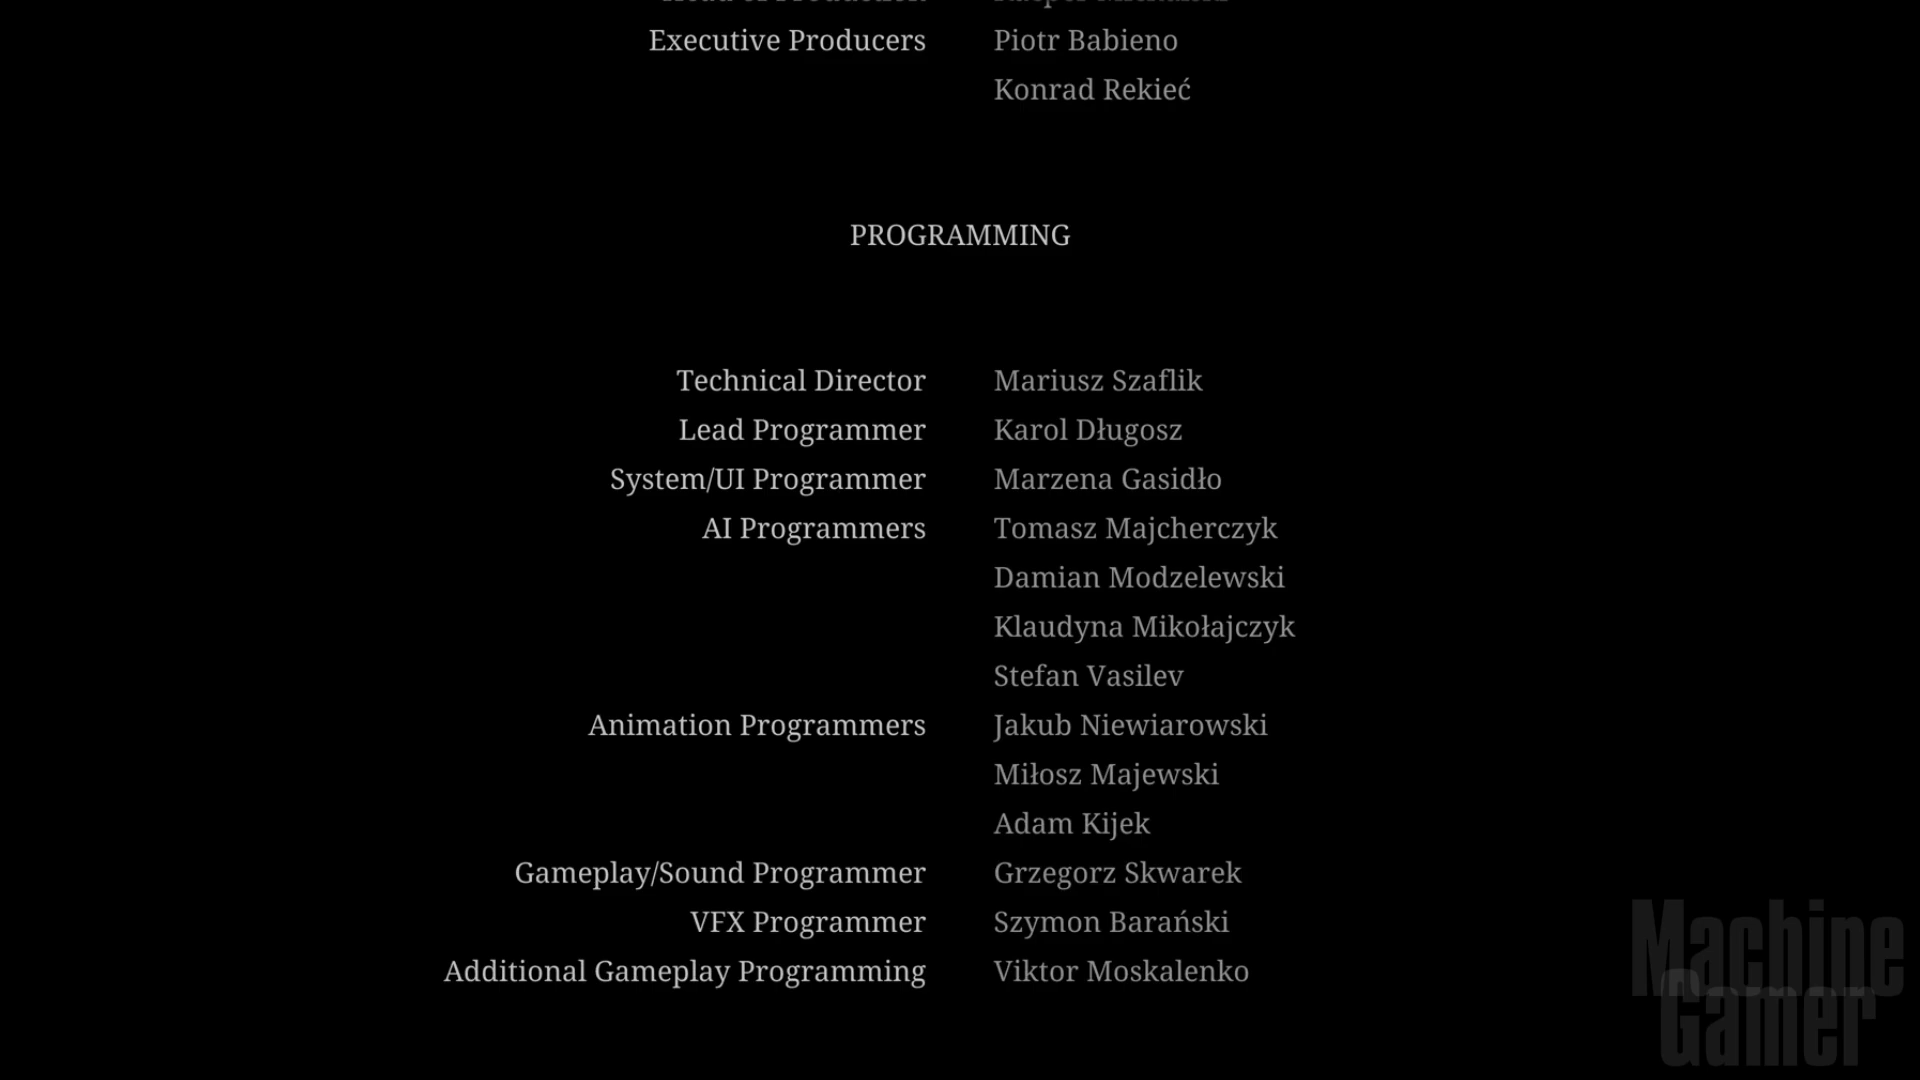 Executive Producers Piotr Babieno
Konrad Rekieć
PROGRAMMING
Technical Director Mariusz Szaflik
Lead Programmer Karol Długosz
System/UI Programmer Marzena Gasidło
AI Programmers Tomasz Majcherczyk
Damian Modzelewski
Klaudyna Mikołajczyk
Stefan Vasilev
Animation Programmers Jakub Niewiarowski
Miłosz Majewski
Adam Kijek
Gameplay/Sound Programmer Grzegorz Skwarek
VFX Programmer Szymon Barański
Additional Gameplay Programming Viktor Moskalenko
Machine
Gamer